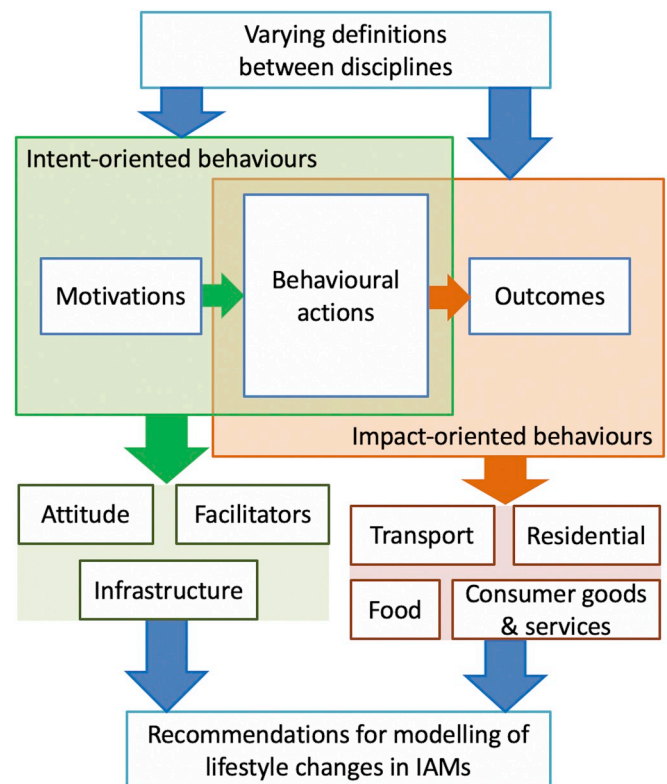 Varying definitions
between disciplines
Intent-oriented behaviours
Motivations
Behavioural
actions
Outcomes
Impact-oriented behaviours
Attitude
Facilitators
Infrastructure
Transport
Residential
Food
Consumer goods
& services
Recommendations for modelling of
lifestyle changes in IAMs